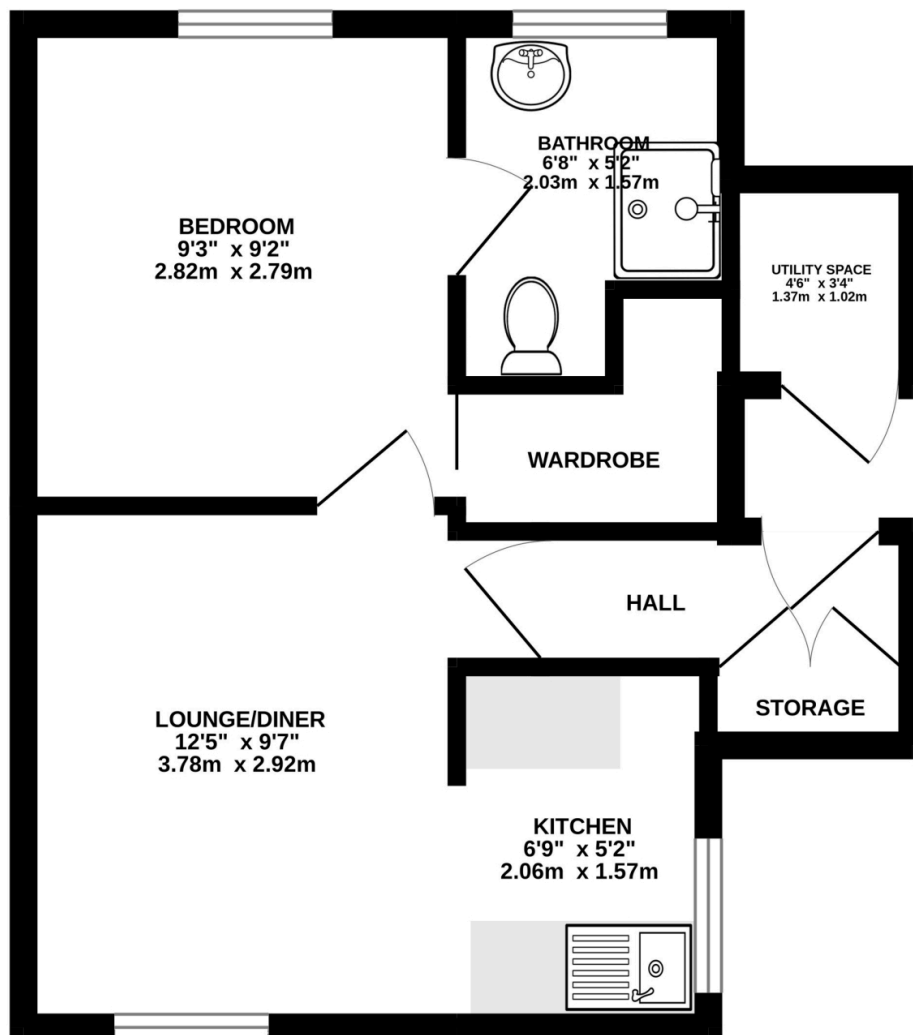 BATHROOM
6'8" x 5'2"
2.03m x 1.57m
BEDROOM
9'3" x 9'2"
2.82m x 2.79m
UTILITY SPACE
4'6" x 3'4"
1.37m x 1.02m
WARDROBE
HALL
STORAGE
LOUNGE/DINER
12'5" x 9'7"
3.78m x 2.92m
KITCHEN
6'9" x 5'2"
2.06m x 1.57m